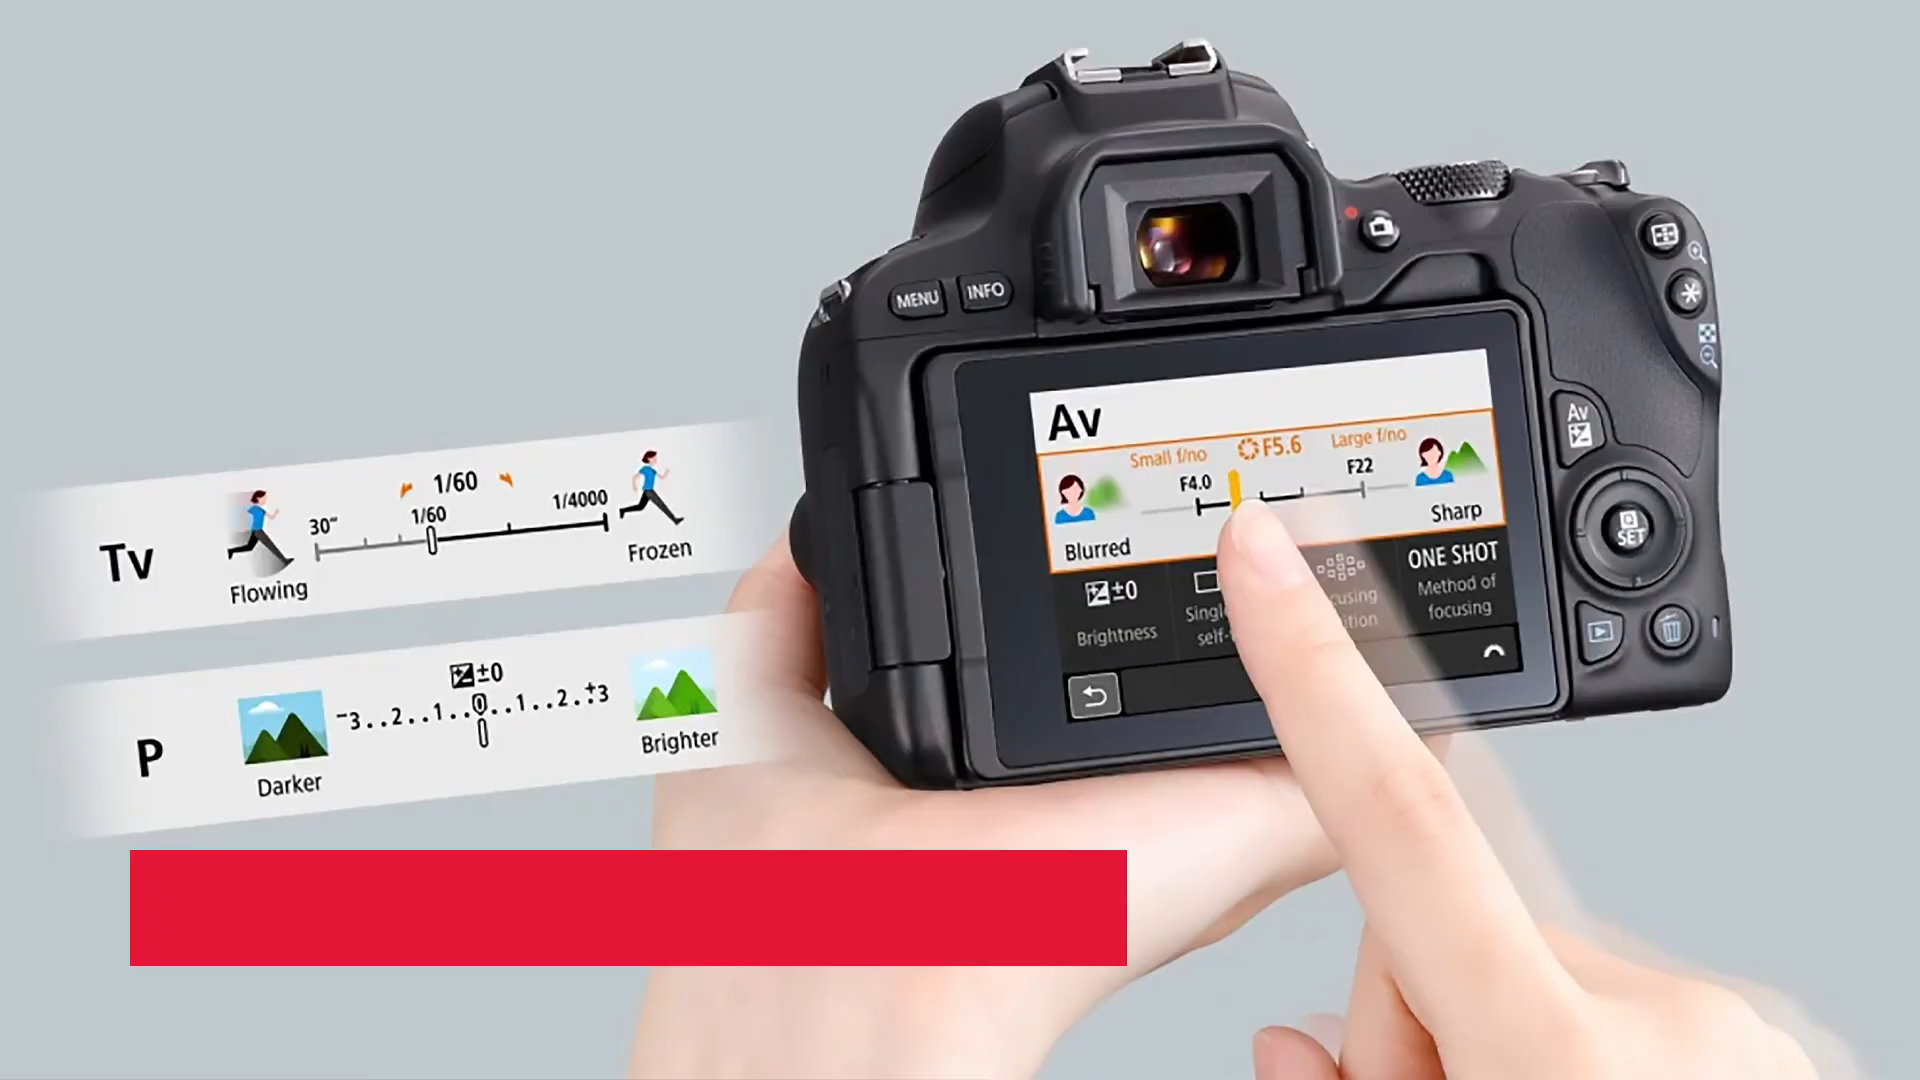 MENU INFO
Av
Small f/no F5.6 Large f/no
F4.0 F22
Blurred Sharp
±0 ONE SHOT
Brightness
Method of
focusing
Av
Q
SET
Tv
1/60
30" 1/60 1/4000
Flowing Frozen
P
±0
-3..2..1..0..1..2..+3
Darker Brighter